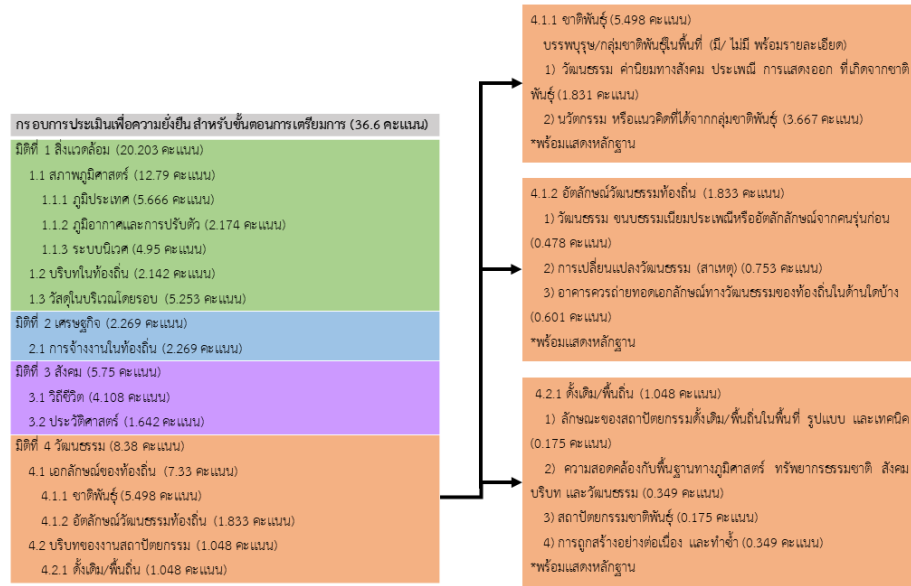 กรอบการประเมินเพื่อความยั่งยืน สำหรับขั้นตอนการเตรียมการ (36.6 คะแนน)
มิติที่ 1 สิ่งแวดล้อม (20.203 คะแนน)
1.1 สภาพภูมิศาสตร์ (12.79 คะแนน)
1.1.1 ภูมิประเทศ (5.666 คะแนน)
1.1.2 ภูมิอากาศและการปรับตัว (2.174 คะแนน)
1.1.3 ระบบนิเวศ (4.95 คะแนน)
1.2 บริบทในท้องถิ่น (2.142 คะแนน)
1.3 วัสดุในบริเวณโดยรอบ (5.253 คะแนน)
มิติที่ 2 เศรษฐกิจ (2.269 คะแนน)
2.1 การจ้างงานในท้องถิ่น (2.269 คะแนน)
มิติที่ 3 สังคม (5.75 คะแนน)
3.1 วิถีชีวิต (4.108 คะแนน)
3.2 ประวัติศาสตร์ (1.642 คะแนน)
มิติที่ 4 วัฒนธรรม (8.38 คะแนน)
4.1 เอกลักษณ์ของท้องถิ่น (7.33 คะแนน)
4.1.1 ชาติพันธุ์ (5.498 คะแนน)
4.1.2 อัตลักษณ์วัฒนธรรมท้องถิ่น (1.833 คะแนน)
4.2 บริบทของงานสถาปัตยกรรม (1.048 คะแนน)
4.2.1 ดั้งเดิม/พื้นถิ่น (1.048 คะแนน)
4.1.1 ชาติพันธุ์ (5.498 คะแนน)
บรรพบุรุษ/กลุ่มชาติพันธุ์ในพื้นที่ (มี/ ไม่มี พร้อมรายละเอียด)
1) วัฒนธรรม ค่านิยมทางสังคม ประเพณี การแสดงออก ที่เกิดจากชาติ
พันธุ์ (1.831 คะแนน)
2) นวัตกรรม หรือแนวคิดที่ได้จากกลุ่มชาติพันธุ์ (3.667 คะแนน)
*พร้อมแสดงหลักฐาน
4.1.2 อัตลักษณ์วัฒนธรรมท้องถิ่น (1.833 คะแนน)
1) วัฒนธรรม ขนบธรรมเนียมประเพณีหรืออัตลักลักษณ์จากคนรุ่นก่อน
(0.478 คะแนน)
2) การเปลี่ยนแปลงวัฒนธรรม (สาเหตุ) (0.753 คะแนน)
3) อาคารควรถ่ายทอดเอกลักษณ์ทางวัฒนธรรมของท้องถิ่นในด้านใดบ้าง
(0.601 คะแนน)
*พร้อมแสดงหลักฐาน
4.2.1 ดั้งเดิม/พื้นถิ่น (1.048 คะแนน)
1) ลักษณะของสถาปัตยกรรมดั้งเดิม/พื้นถิ่นในพื้นที่ รูปแบบ และเทคนิค
(0.175 คะแนน)
2) ความสอดคล้องกับพื้นฐานทางภูมิศาสตร์ ทรัพยากรธรรมชาติ สังคม
บริบท และวัฒนธรรม (0.349 คะแนน)
3) สถาปัตยกรรมชาติพันธุ์ (0.175 คะแนน)
4) การถูกสร้างอย่างต่อเนื่อง และทำซ้ำ (0.349 คะแนน)
*พร้อมแสดงหลักฐาน